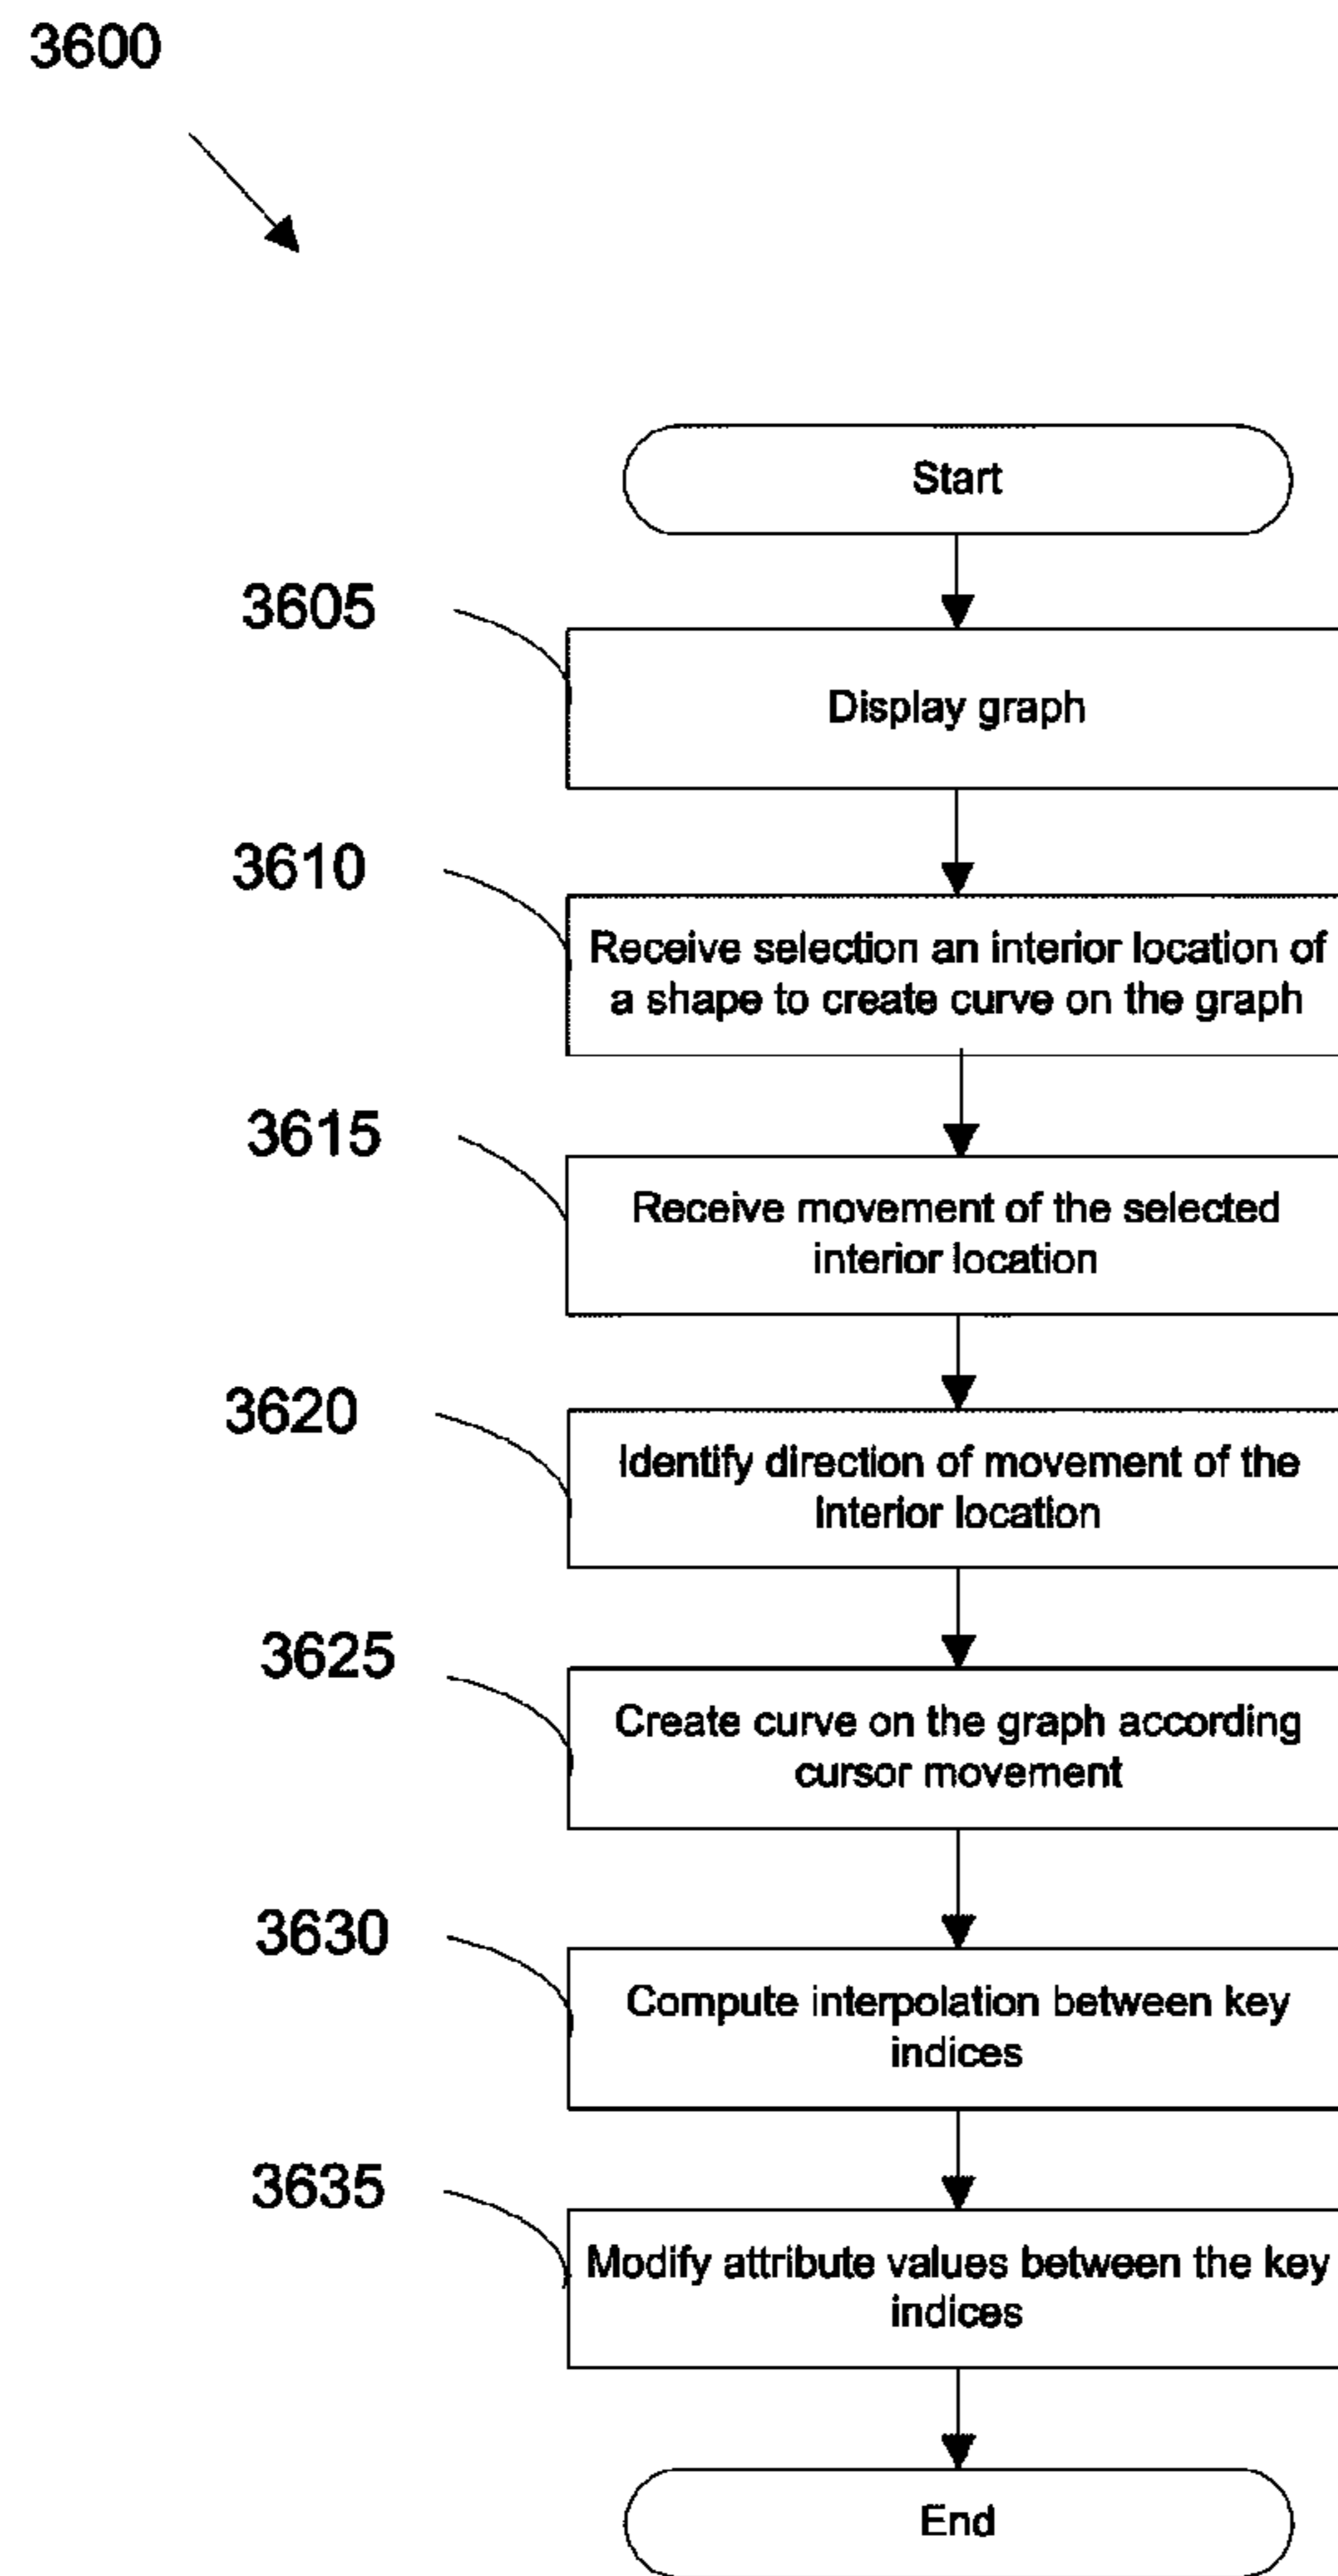 3600
Start
3605
Display graph
3610
Receive selection an interior location of
a shape to create curve on the graph
3615
Receive movement of the selected
interior location
3620
Identify direction of movement of the
interior location
3625
Create curve on the graph according
cursor movement
3630
Compute interpolation between key
indices
3635
Modify attribute values between the key
indices
End